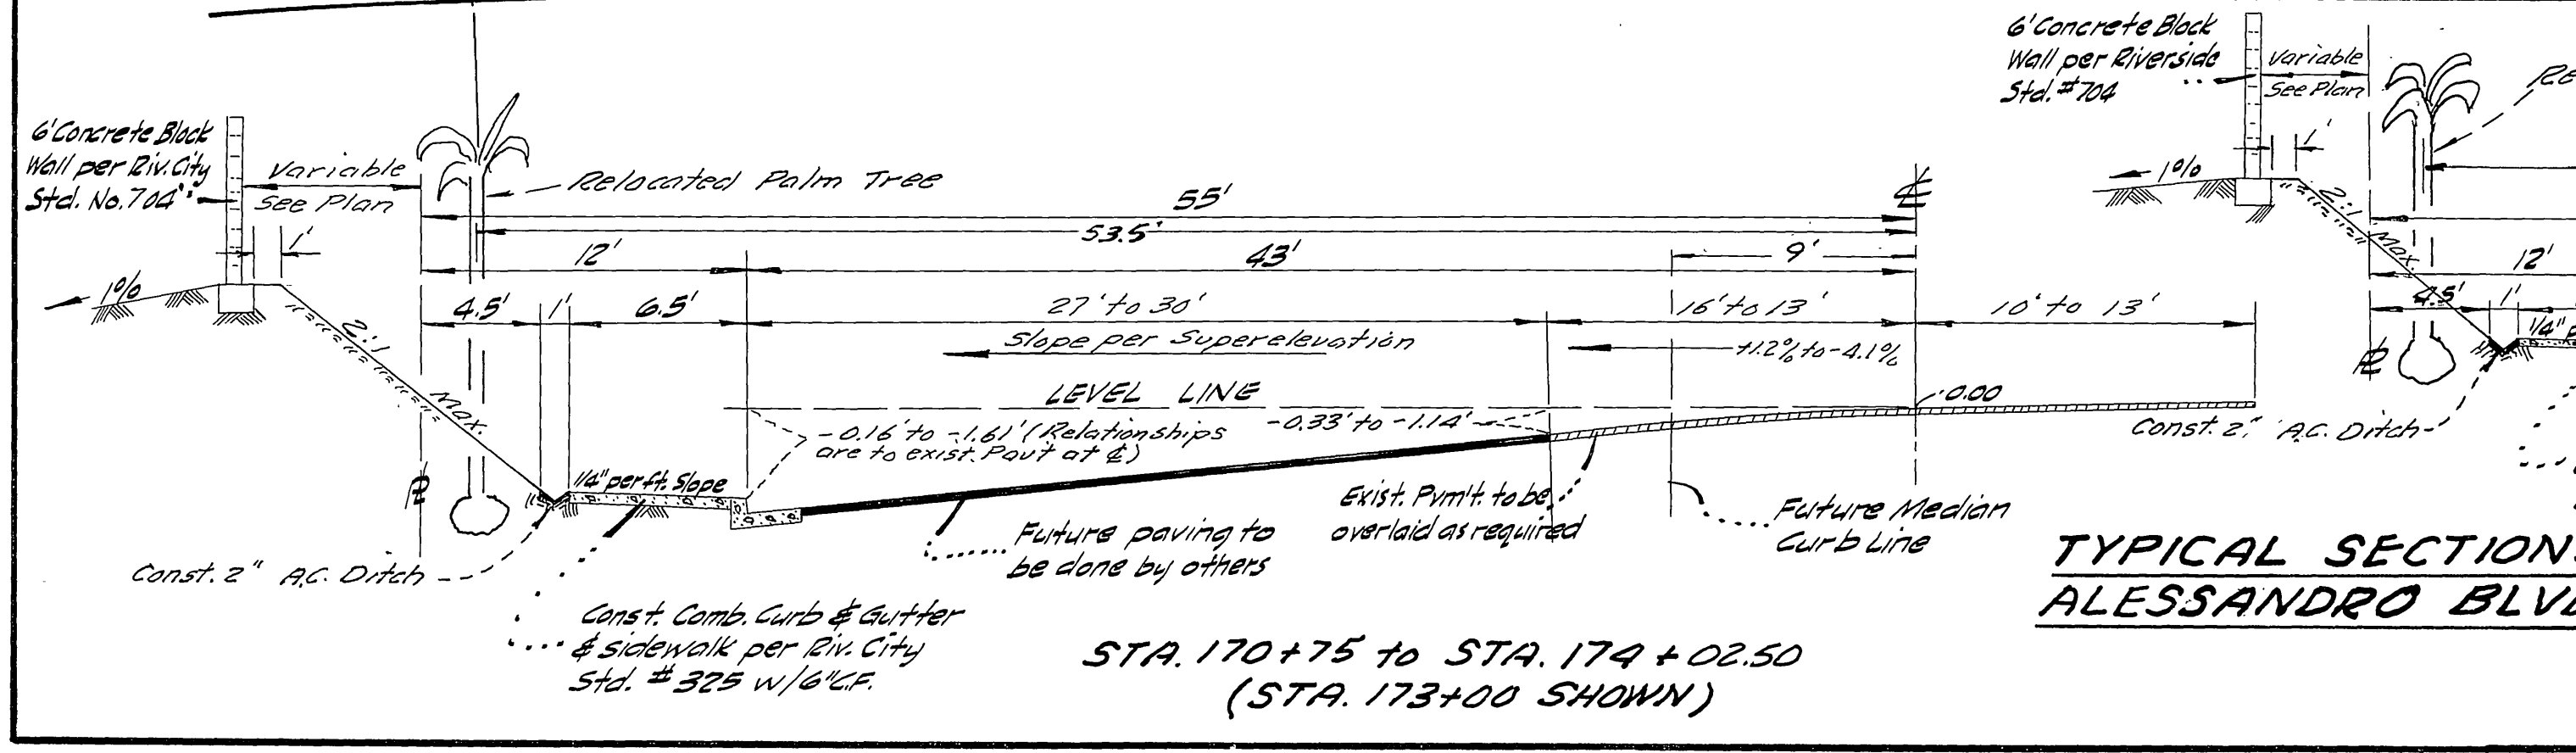 6' Concrete Block
Wall per Riv. City
Std. No. 704
Variable
See Plan
1'
1%
2:1
Max.
Relocated Palm Tree
55'
53.5'
12'
43'
9'
4.5'
1'
6.5'
27' to 30'
16' to 13'
10' to 13'
Slope per Superelevation
+1.2% to -4.1%
LEVEL LINE
0.00
-0.16' to -1.61' (Relationships
are to exist. Pav't at ℄)
-0.33' to -1.14'
1/4" per ft. Slope
℄
Const. 2" A.C. Ditch
Const. Comb. Curb & Gutter
& sidewalk per Riv. City
Std. # 325 w/6" C.F.
Future paving to
be done by others
Exist. Pvm't. to be
overlaid as required
Future Median
Curb Line
STA. 170+75 to STA. 174+02.50
(STA. 173+00 SHOWN)
6' Concrete Block
Wall per Riverside
Std. # 704
Variable
See Plan
1'
1%
2:1
Max.
12'
4.5'
1'
1/4"
Const. 2" A.C. Ditch
TYPICAL SECTIONS
ALESSANDRO BLVD